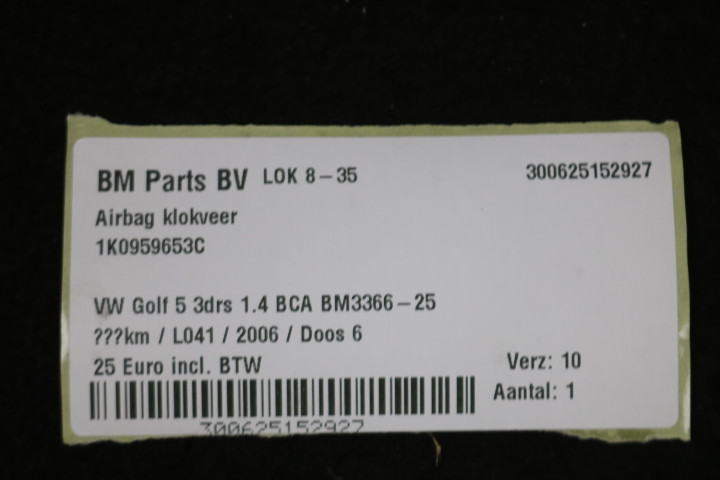 BM Parts BV LOK 8-35 300625152927
Airbag klokveer
1K0959653C
VW Golf 5 3drs 1.4 BCA BM3366-25
???km / L041 / 2006 / Doos 6
25 Euro incl. BTW Verz: 10
Aantal: 1
300625152927